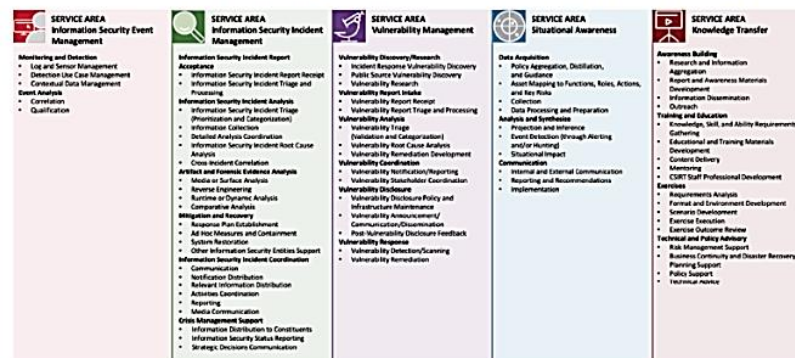 SERVICE AREA
Information Security Event
Management
Monitoring and Detection
• Log and Sensor Management
• Detection Use Case Management
• Contextual Data Management
Event Analysis
• Correlation
• Qualification
SERVICE AREA
Information Security Incident
Management
Information Security Incident Report
Acceptance
• Information Security Incident Report Receipt
• Information Security Incident Triage and
Processing
Information Security Incident Analysis
• Information Security Incident Triage
(Prioritization and Categorization)
• Information Collection
• Detailed Analysis Coordination
• Information Security Incident Root Cause
Analysis
• Cross-Incident Correlation
Artifact and Forensic Evidence Analysis
• Media or Surface Analysis
• Reverse Engineering
• Runtime or Dynamic Analysis
• Comparative Analysis
Mitigation and Recovery
• Response Plan Establishment
• Ad Hoc Measures and Containment
• System Restoration
• Other Information Security Entities Support
Information Security Incident Coordination
• Communication
• Notification Distribution
• Relevant Information Distribution
• Activities Coordination
• Reporting
• Media Communication
Crisis Management Support
• Information Distribution to Constituents
• Information Security Status Reporting
• Strategic Decisions Communication
SERVICE AREA
Vulnerability Management
Vulnerability Discovery/Research
• Incident Response Vulnerability Discovery
• Public Source Vulnerability Discovery
• Vulnerability Research
Vulnerability Report Intake
• Vulnerability Report Receipt
• Vulnerability Report Triage and Processing
Vulnerability Analysis
• Vulnerability Triage
(Validation and Categorization)
• Vulnerability Root Cause Analysis
• Vulnerability Remediation Development
Vulnerability Coordination
• Vulnerability Notification/Reporting
• Vulnerability Stakeholder Coordination
Vulnerability Disclosure
• Vulnerability Disclosure Policy and
Infrastructure Maintenance
• Vulnerability Announcement/
Communication/Dissemination
• Post-Vulnerability Disclosure Feedback
Vulnerability Response
• Vulnerability Detection/Scanning
• Vulnerability Remediation
SERVICE AREA
Situational Awareness
Data Acquisition
• Policy Aggregation, Distillation,
and Guidance
• Asset Mapping to Functions, Roles, Actions,
and Key Risks
• Collection
• Data Processing and Preparation
Analysis and Synthesize
• Projection and Inference
• Event Detection (through Alerting
and/or Hunting)
• Situational Impact
Communication
• Internal and External Communication
• Reporting and Recommendations
• Implementation
SERVICE AREA
Knowledge Transfer
Awareness Building
• Research and Information
Aggregation
• Report and Awareness Materials
Development
• Information Dissemination
• Outreach
Training and Education
• Knowledge, Skill, and Ability Requirements
Gathering
• Educational and Training Materials
Development
• Content Delivery
• Mentoring
• CSIRT Staff Professional Development
Exercises
• Requirements Analysis
• Format and Environment Development
• Scenario Development
• Exercise Execution
• Exercise Outcome Review
Technical and Policy Advisory
• Risk Management Support
• Business Continuity and Disaster Recovery
Planning Support
• Policy Support
• Technical Advice